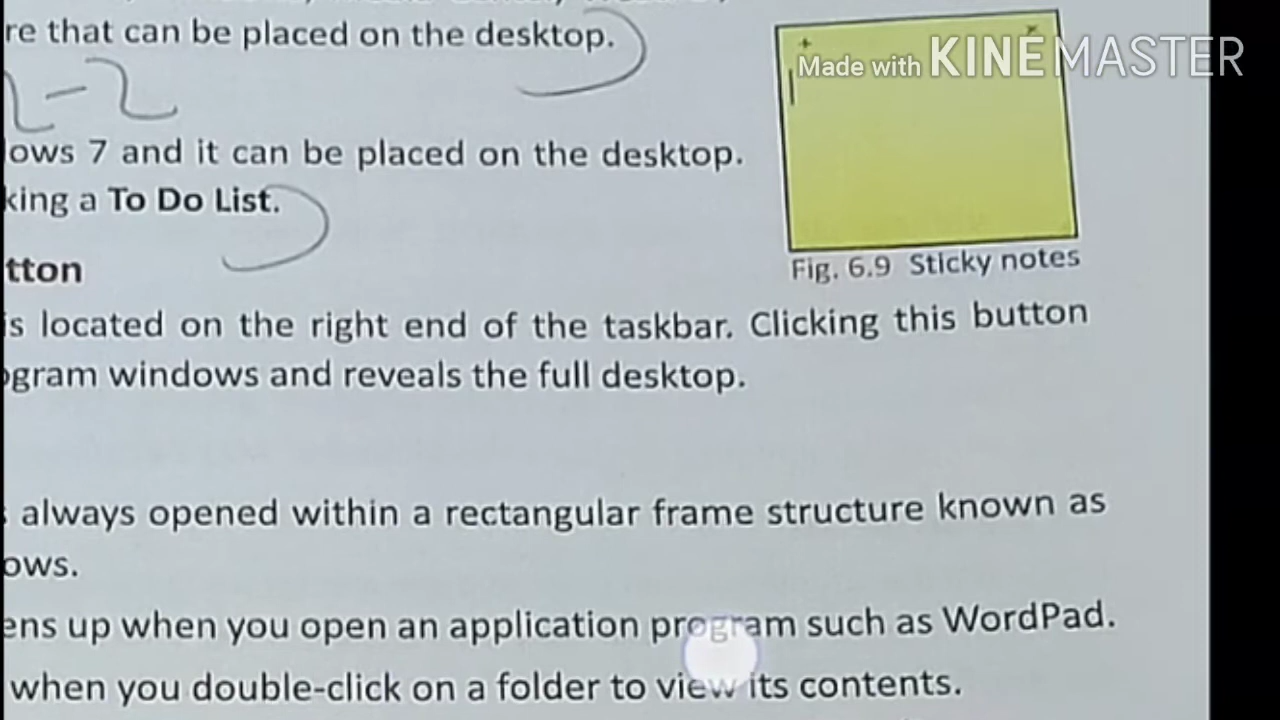 re that can be placed on the desktop.
Made with KINEMASTER
2-2
ows 7 and it can be placed on the desktop.
king a To Do List.
tton
Fig. 6.9 Sticky notes
is located on the right end of the taskbar. Clicking this button
ogram windows and reveals the full desktop.
always opened within a rectangular frame structure known as
ows.
ens up when you open an application program such as WordPad.
when you double-click on a folder to view its contents.